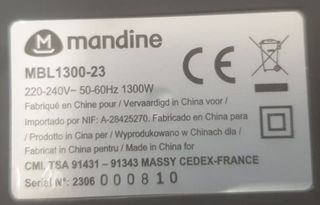 mandine
MBL1300-23
220-240V~ 50-60Hz 1300W
Fabriqué en Chine pour / Vervaardigd in China voor /
Importado por NIF: A-28425270. Fabricado en China para
/ Prodotto in Cina per / Wyprodukowano w Chinach dla /
Fabricat in China pentru / Made in China for
CMI, TSA 91431 – 91343 MASSY CEDEX-FRANCE
Serial N°: 2306 000810